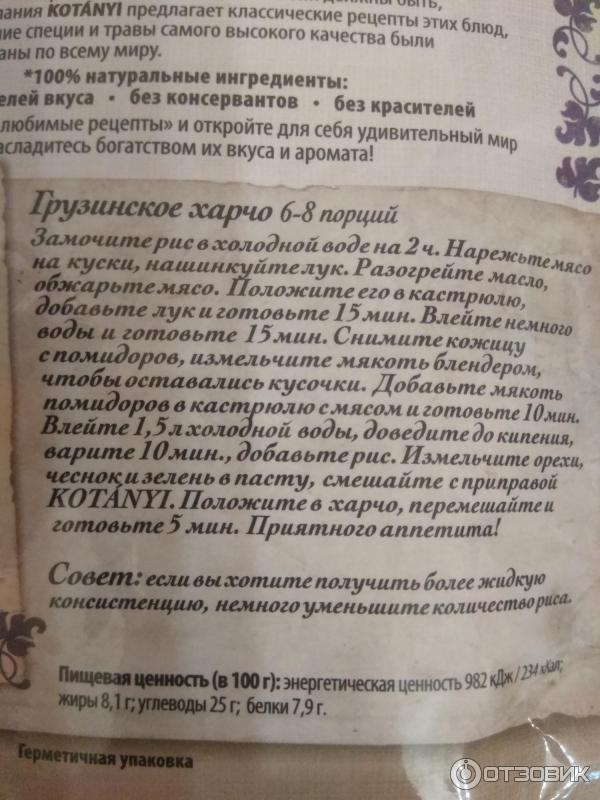 пания KOTÁNYI предлагает классические рецепты этих блюд,
ие специи и травы самого высокого качества были
аны по всему миру.
*100% натуральные ингредиенты:
елей вкуса • без консервантов • без красителей
любимые рецепты» и откройте для себя удивительный мир
асладитесь богатством их вкуса и аромата!
Грузинское харчо 6-8 порций
Замочите рис в холодной воде на 2 ч. Нарежьте мясо
на куски, нашинкуйте лук. Разогрейте масло,
обжарьте мясо. Положите его в кастрюлю,
добавьте лук и готовьте 15 мин. Влейте немного
воды и готовьте 15 мин. Снимите кожицу
с помидоров, измельчите мякоть блендером,
чтобы оставались кусочки. Добавьте мякоть
помидоров в кастрюлю с мясом и готовьте 10 мин.
Влейте 1,5 л холодной воды, доведите до кипения,
варите 10 мин., добавьте рис. Измельчите орехи,
чеснок и зелень в пасту, смешайте с приправой
KOTÁNYI. Положите в харчо, перемешайте и
готовьте 5 мин. Приятного аппетита!
Совет: если вы хотите получить более жидкую
консистенцию, немного уменьшите количество риса.
Пищевая ценность (в 100 г): энергетическая ценность 982 кДж / 234 кКал;
жиры 8,1 г; углеводы 25 г; белки 7,9 г.
Герметичная упаковка
ОТЗОВИК